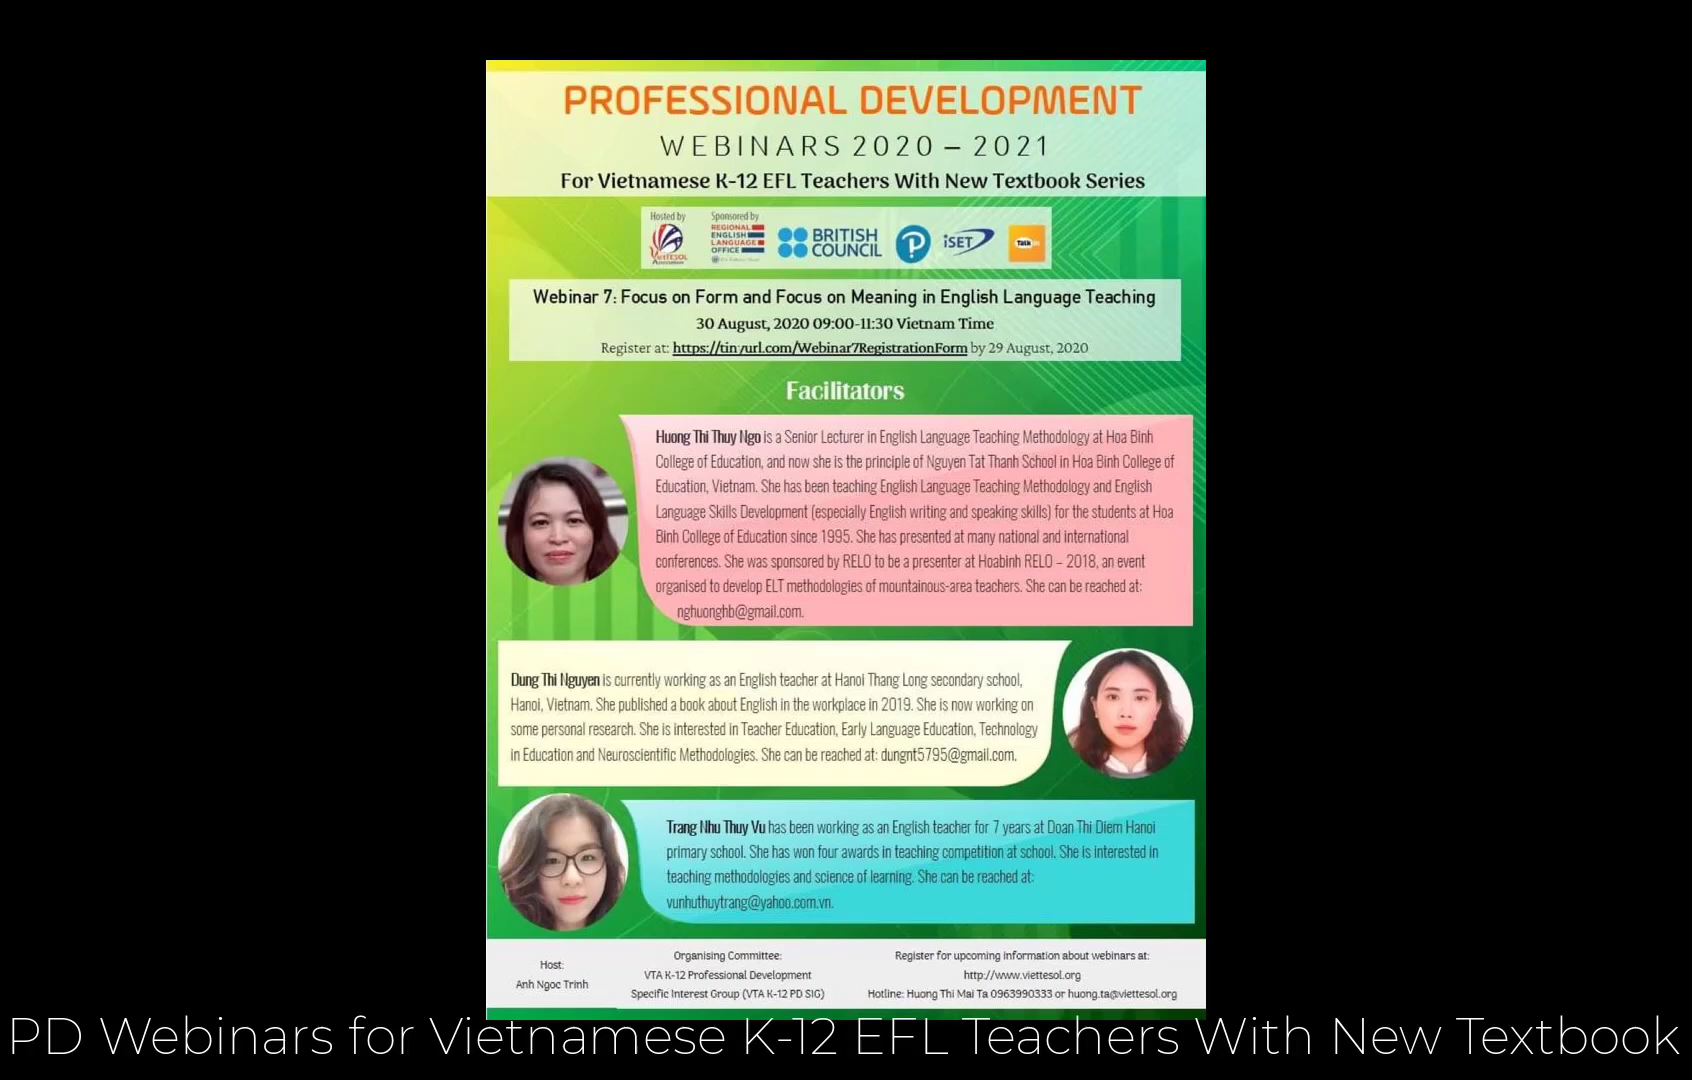 PROFESSIONAL DEVELOPMENT
WEBINARS 2020 – 2021
For Vietnamese K-12 EFL Teachers With New Textbook Series
Hosted by
Sponsored by
VIETTESOL
Association
REGIONAL
ENGLISH
LANGUAGE
OFFICE
BRITISH
COUNCIL
P
iSET
Talk
Webinar 7: Focus on Form and Focus on Meaning in English Language Teaching
30 August, 2020 09:00-11:30 Vietnam Time
Register at: https://tinyurl.com/Webinar7RegistrationForm by 29 August, 2020
Facilitators
Huong Thi Thuy Ngo is a Senior Lecturer in English Language Teaching Methodology at Hoa Binh
College of Education, and now she is the principle of Nguyen Tat Thanh School in Hoa Binh College of
Education, Vietnam. She has been teaching English Language Teaching Methodology and English
Language Skills Development (especially English writing and speaking skills) for the students at Hoa
Binh College of Education since 1995. She has presented at many national and international
conferences. She was sponsored by RELO to be a presenter at Hoabinh RELO – 2018, an event
organised to develop ELT methodologies of mountainous-area teachers. She can be reached at:
nghuonghb@gmail.com.
Dung Thi Nguyen is currently working as an English teacher at Hanoi Thang Long secondary school,
Hanoi, Vietnam. She published a book about English in the workplace in 2019. She is now working on
some personal research. She is interested in Teacher Education, Early Language Education, Technology
in Education and Neuroscientific Methodologies. She can be reached at: dungnt5795@gmail.com.
Trang Nhu Thuy Vu has been working as an English teacher for 7 years at Doan Thi Diem Hanoi
primary school. She has won four awards in teaching competition at school. She is interested in
teaching methodologies and science of learning. She can be reached at:
vunhuthuytrang@yahoo.com.vn.
Host:
Anh Ngoc Trinh
Organising Committee:
VTA K-12 Professional Development
Specific Interest Group (VTA K-12 PD SIG)
Register for upcoming information about webinars at:
http://www.viettesol.org
Hotline: Huong Thi Mai Ta 0963990333 or huong.ta@viettesol.org
PD Webinars for Vietnamese K-12 EFL Teachers With New Textbook